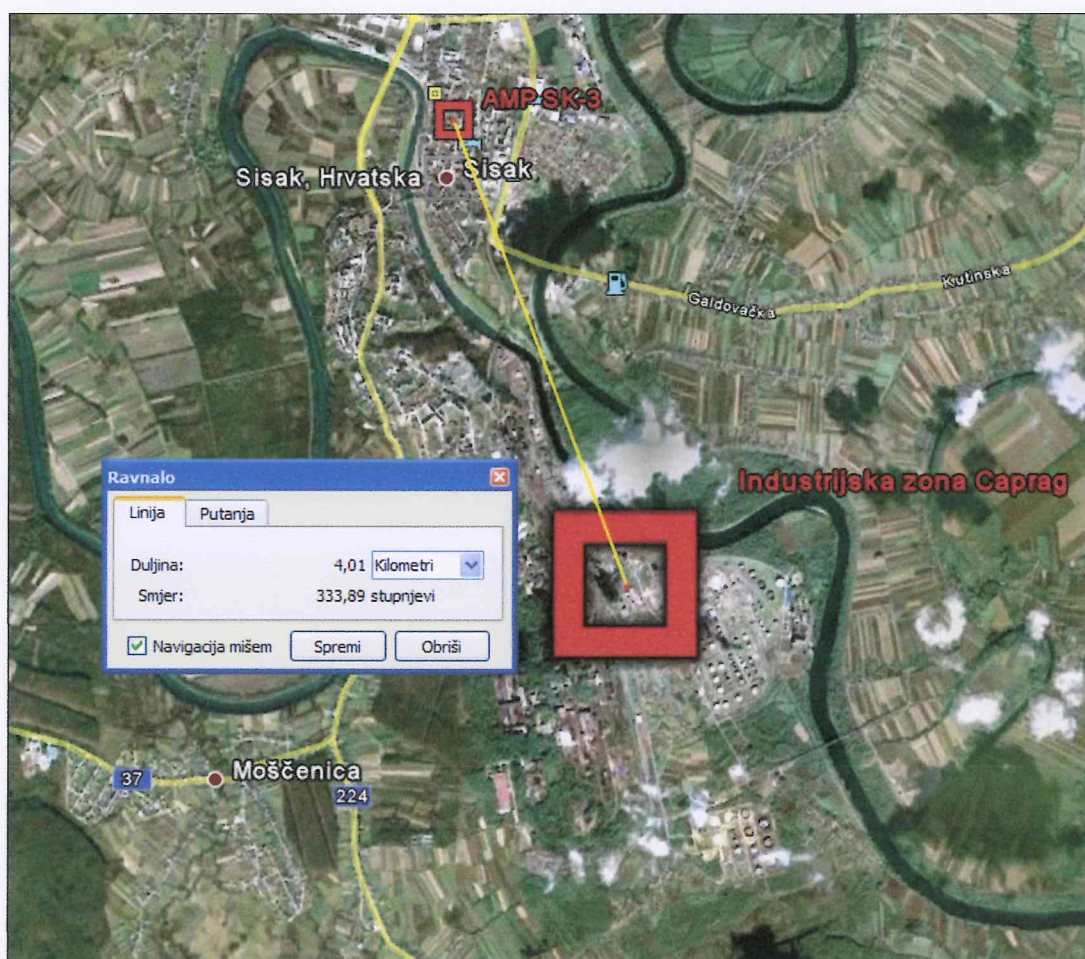 AMP SK-3
Sisak, Hrvatska
Sisak
Kutinska
Galdovačka
Industrijska zona Caprag
Ravnalo
Linija
Putanja
Duljina: 4,01 Kilometri
Smjer: 333,89 stupnjevi
Navigacija mišem
Spremi
Obriši
37
Moščenica
224